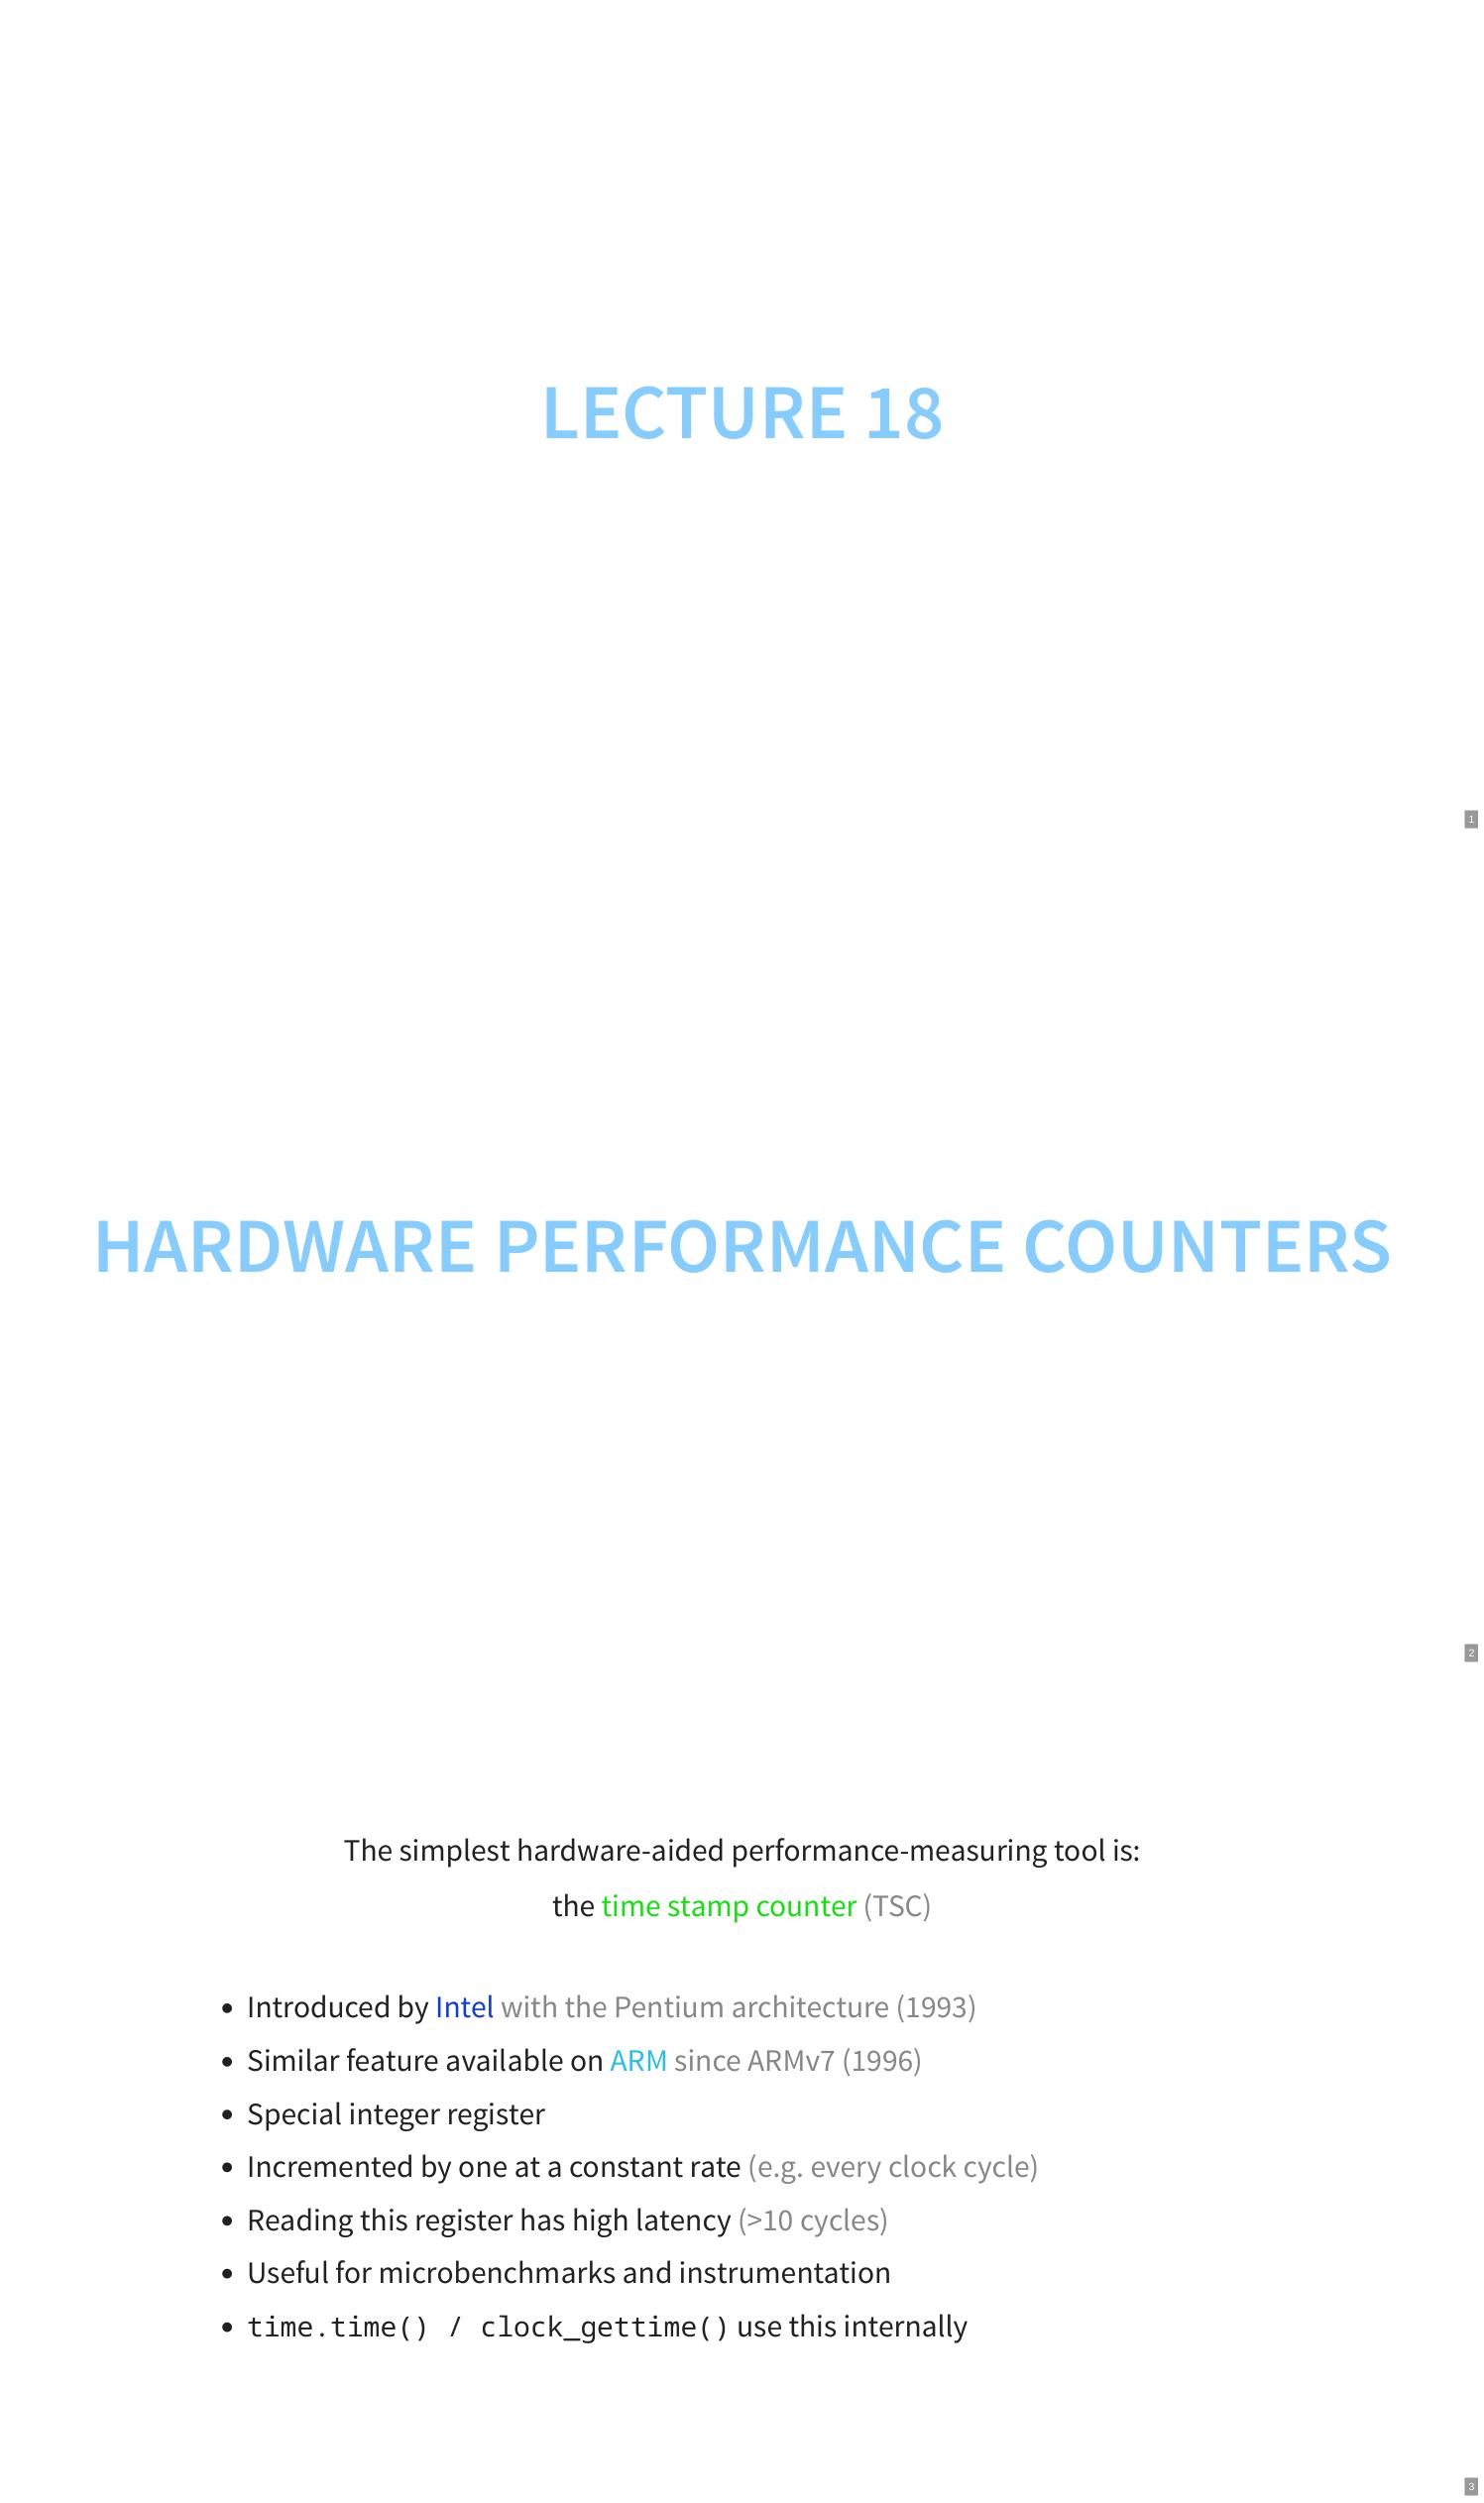 LECTURE 18
1
HARDWARE PERFORMANCE COUNTERS
2
The simplest hardware-aided performance-measuring tool is:
the time stamp counter (TSC)
• Introduced by Intel with the Pentium architecture (1993)
• Similar feature available on ARM since ARMv7 (1996)
• Special integer register
• Incremented by one at a constant rate (e.g. every clock cycle)
• Reading this register has high latency (>10 cycles)
• Useful for microbenchmarks and instrumentation
• time.time() / clock_gettime() use this internally
3